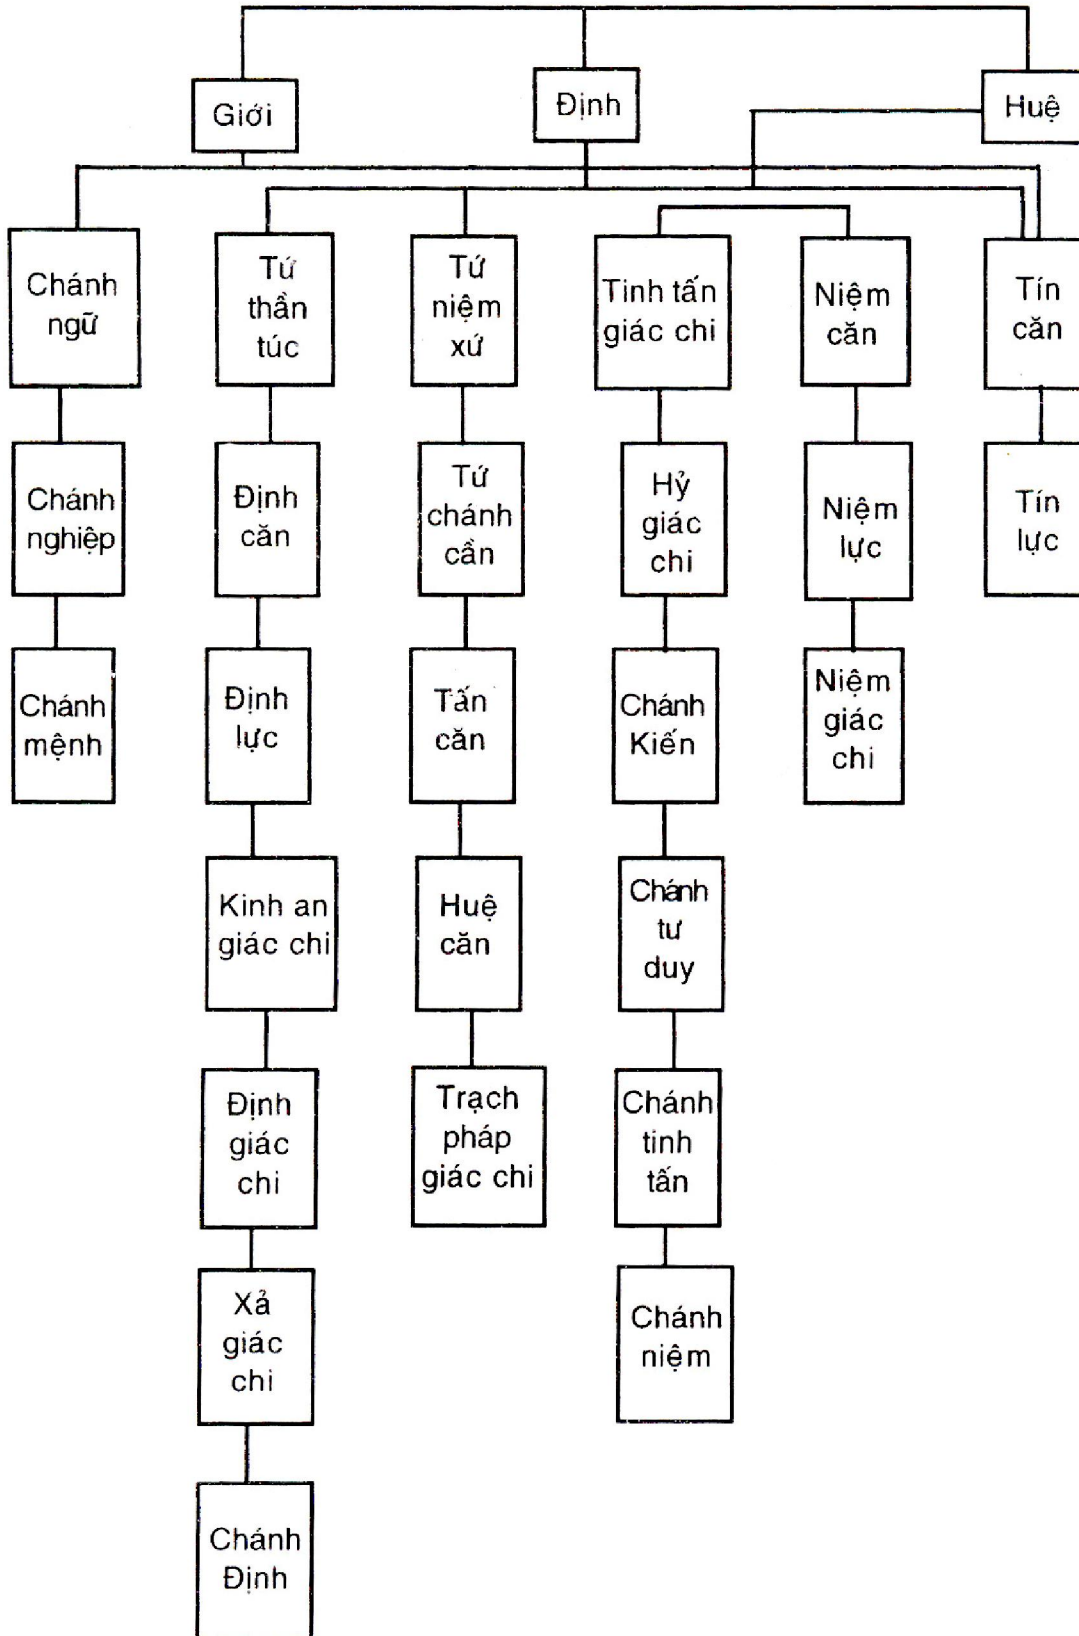 Giới
Định
Huệ
Chánh
ngữ
Tứ
thần
túc
Tứ
niệm
xứ
Tinh tấn
giác chi
Niệm
căn
Tín
căn
Chánh
nghiệp
Định
căn
Tứ
chánh
cần
Hỷ
giác
chi
Niệm
lực
Tín
lực
Chánh
mệnh
Định
lực
Tấn
căn
Chánh
Kiến
Niệm
giác
chi
Kinh an
giác chi
Huệ
căn
Chánh
tư
duy
Định
giác
chi
Trạch
pháp
giác chi
Chánh
tinh
tấn
Xả
giác
chi
Chánh
niệm
Chánh
Định